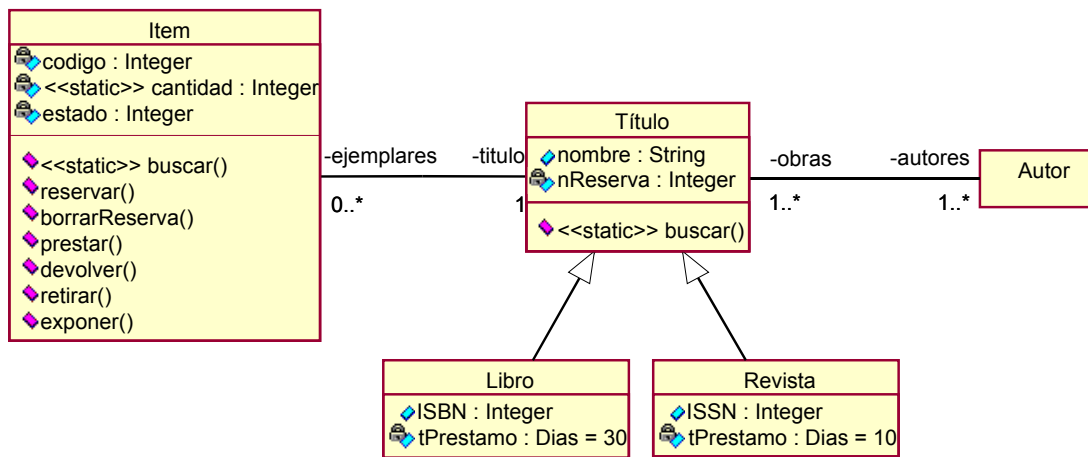 Item
codigo : Integer
<<static>> cantidad : Integer
estado : Integer
<<static>> buscar()
reservar()
borrarReserva()
prestar()
devolver()
retirar()
exponer()
-ejemplares
0..*
-titulo
1
Título
nombre : String
nReserva : Integer
<<static>> buscar()
-obras
1..*
-autores
1..*
Autor
Libro
ISBN : Integer
tPrestamo : Dias = 30
Revista
ISSN : Integer
tPrestamo : Dias = 10